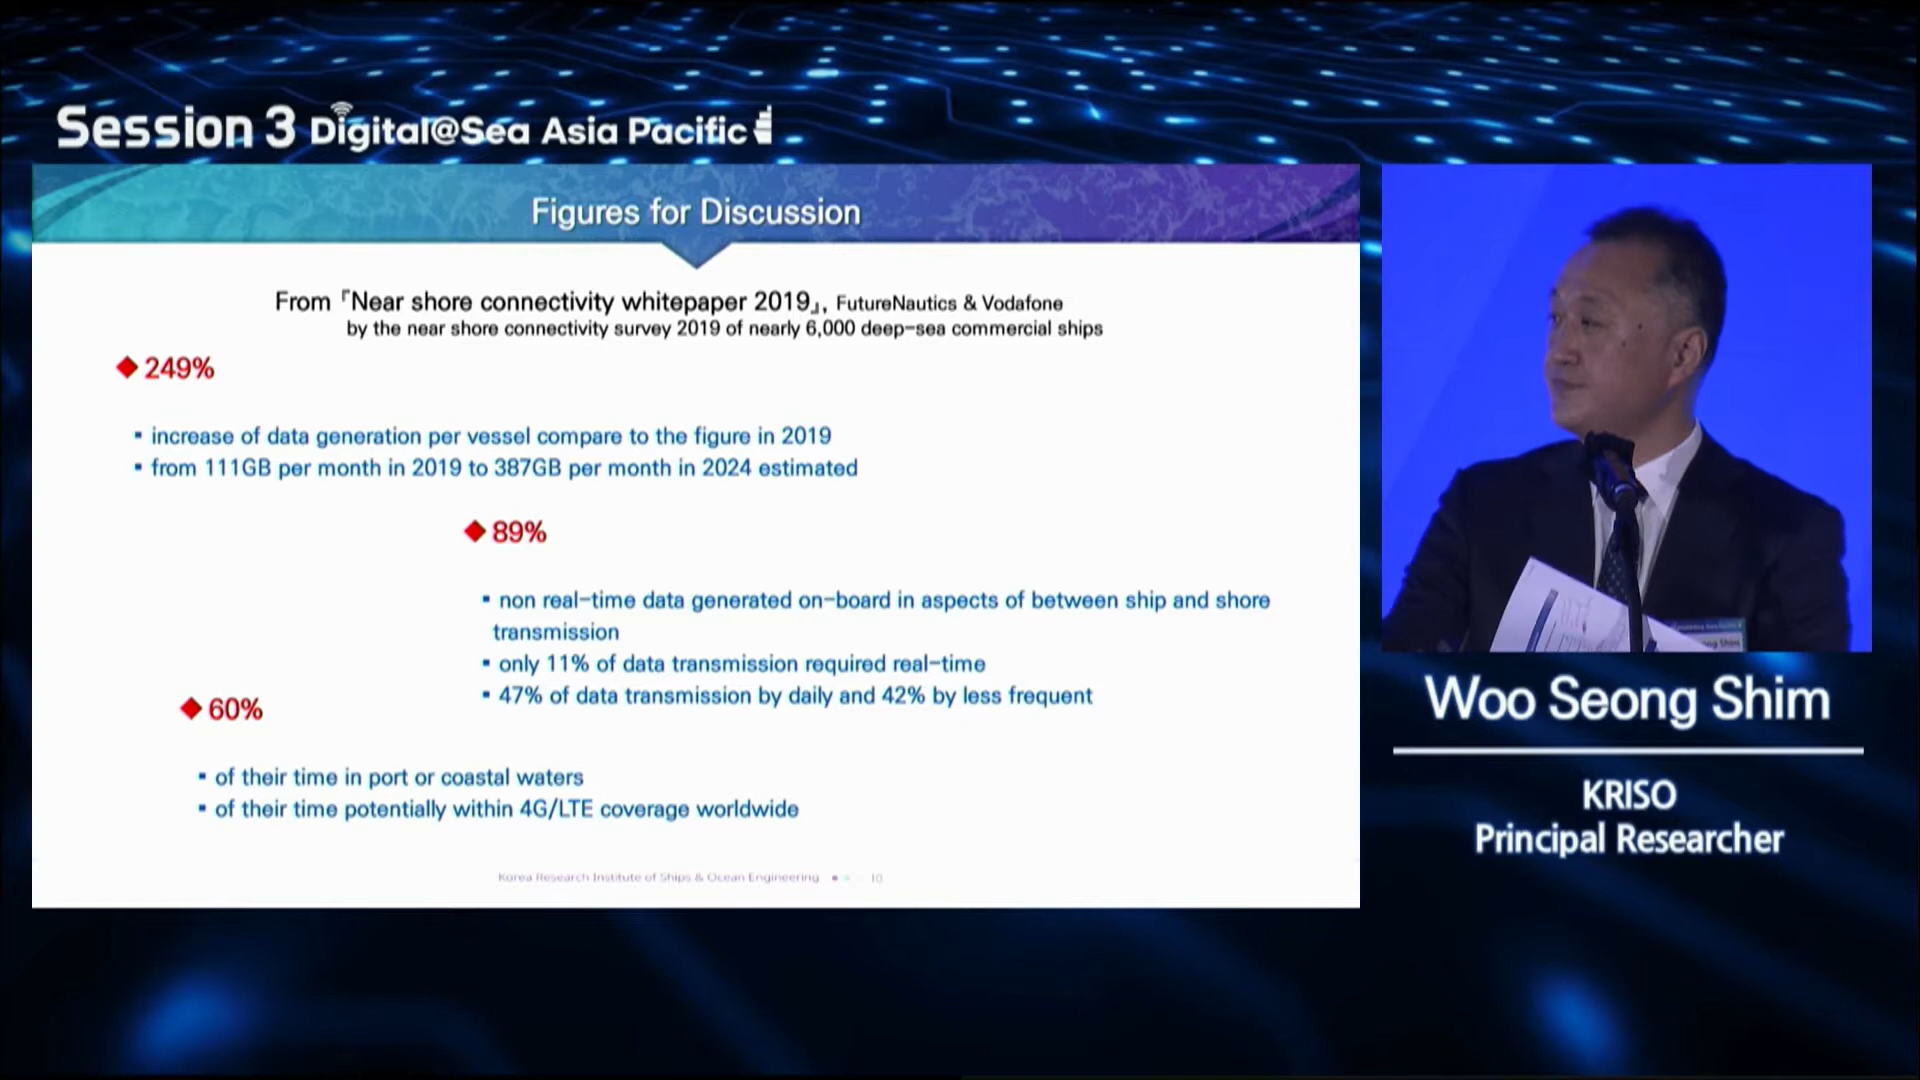 Session 3 Digital@Sea Asia Pacific
Figures for Discussion
From「Near shore connectivity whitepaper 2019」, FutureNautics & Vodafone
by the near shore connectivity survey 2019 of nearly 6,000 deep-sea commercial ships
◆ 249%
▪ increase of data generation per vessel compare to the figure in 2019
▪ from 111GB per month in 2019 to 387GB per month in 2024 estimated
◆ 89%
▪ non real-time data generated on-board in aspects of between ship and shore
transmission
▪ only 11% of data transmission required real-time
▪ 47% of data transmission by daily and 42% by less frequent
◆ 60%
▪ of their time in port or coastal waters
▪ of their time potentially within 4G/LTE coverage worldwide
Korea Research Institute of Ships & Ocean Engineering 10
Woo Seong Shim
KRISO
Principal Researcher